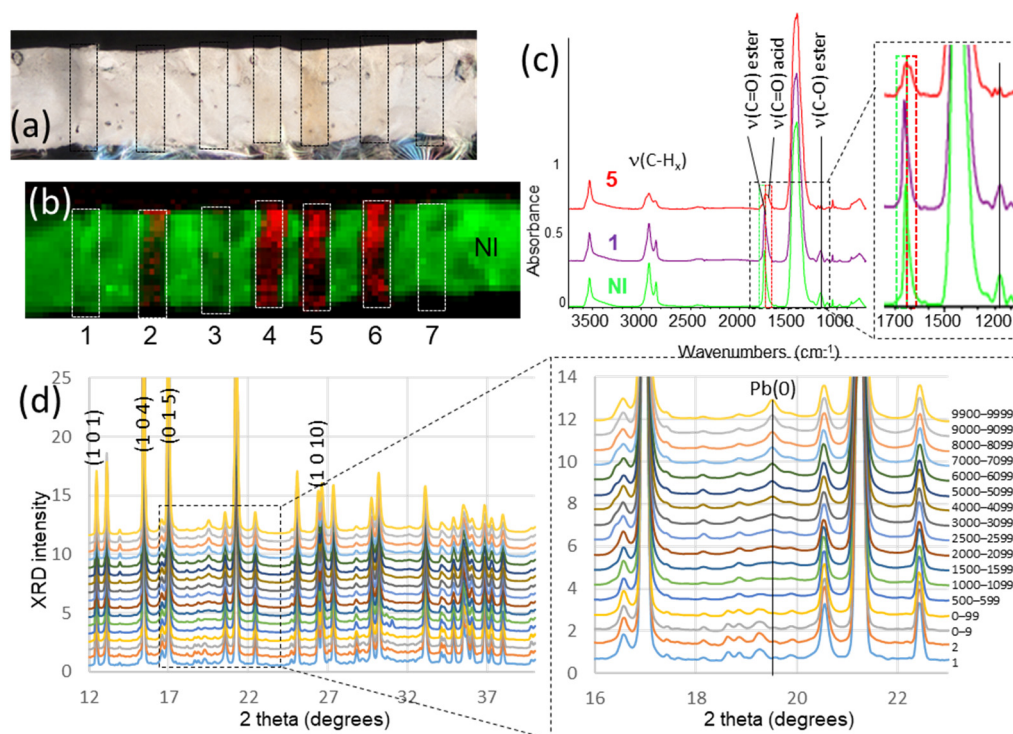 (a)
(b)
NI
1 2 3 4 5 6 7
(c)
ν(C=O) ester
ν(C=O) acid
ν(C-O) ester
ν(C-Hx)
5
1
NI
Absorbance
1
0.5
0
3500 3000 2500 2000 1500 1000
1700 1500 1200
Wavenumbers (cm-1)
(d)
XRD intensity
25
20
15
10
5
0
(1 0 1)
(1 0 4)
(0 1 5)
(1 0 10)
12 17 22 27 32 37
2 theta (degrees)
Pb(0)
14
12
10
8
6
4
2
0
16 18 20 22
2 theta (degrees)
9900–9999
9000–9099
8000–8099
7000–7099
6000–6099
5000–5099
4000–4099
3000–3099
2500–2599
2000–2099
1500–1599
1000–1099
500–599
0–99
0–9
2
1